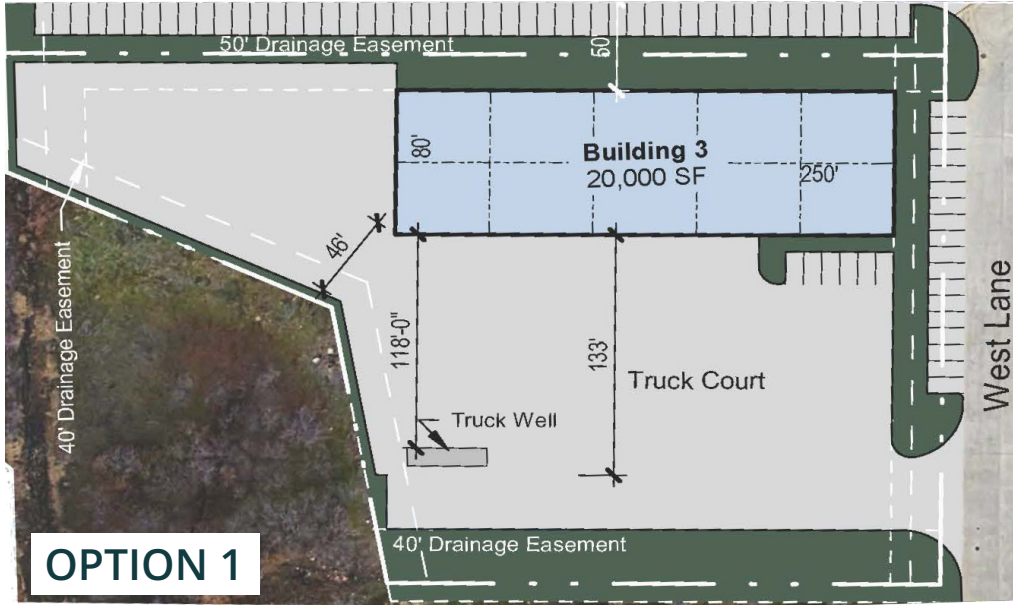 50' Drainage Easement
Building 3
20,000 SF
80'
250'
46'
40' Drainage Easement
118'-0"
133'
Truck Court
Truck Well
West Lane
40' Drainage Easement
OPTION 1